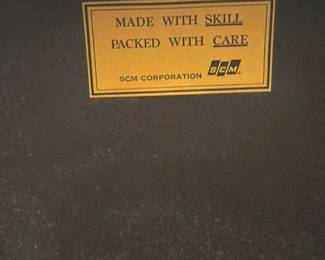 MADE WITH SKILL
PACKED WITH CARE
SCM CORPORATION SCM®